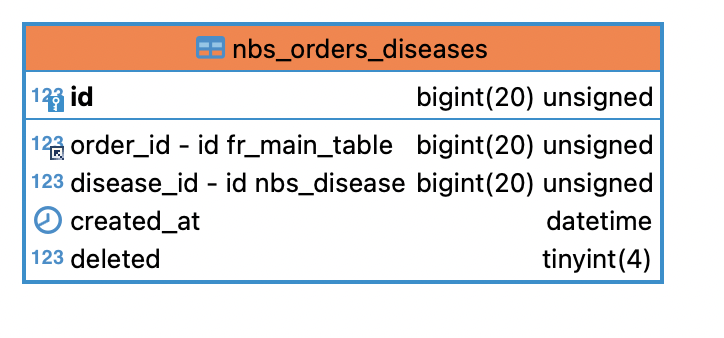 nbs_orders_diseases
123 id bigint(20) unsigned
123 order_id - id fr_main_table bigint(20) unsigned
123 disease_id - id nbs_disease bigint(20) unsigned
created_at datetime
123 deleted tinyint(4)